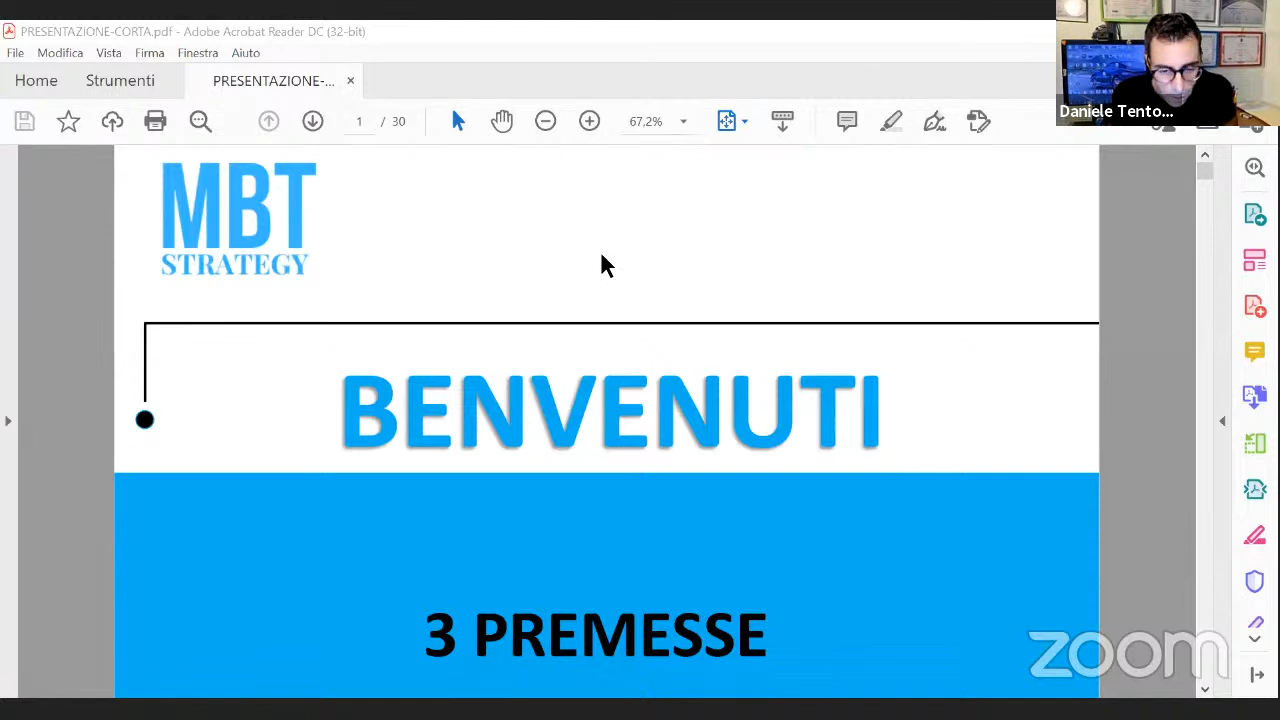 PRESENTAZIONE-CORTA.pdf - Adobe Acrobat Reader DC (32-bit)
File Modifica Vista Firma Finestra Aiuto
Home Strumenti PRESENTAZIONE-... ×
1 / 30 67,2%
Daniele Tento...
MBT
STRATEGY
BENVENUTI
3 PREMESSE
zoom